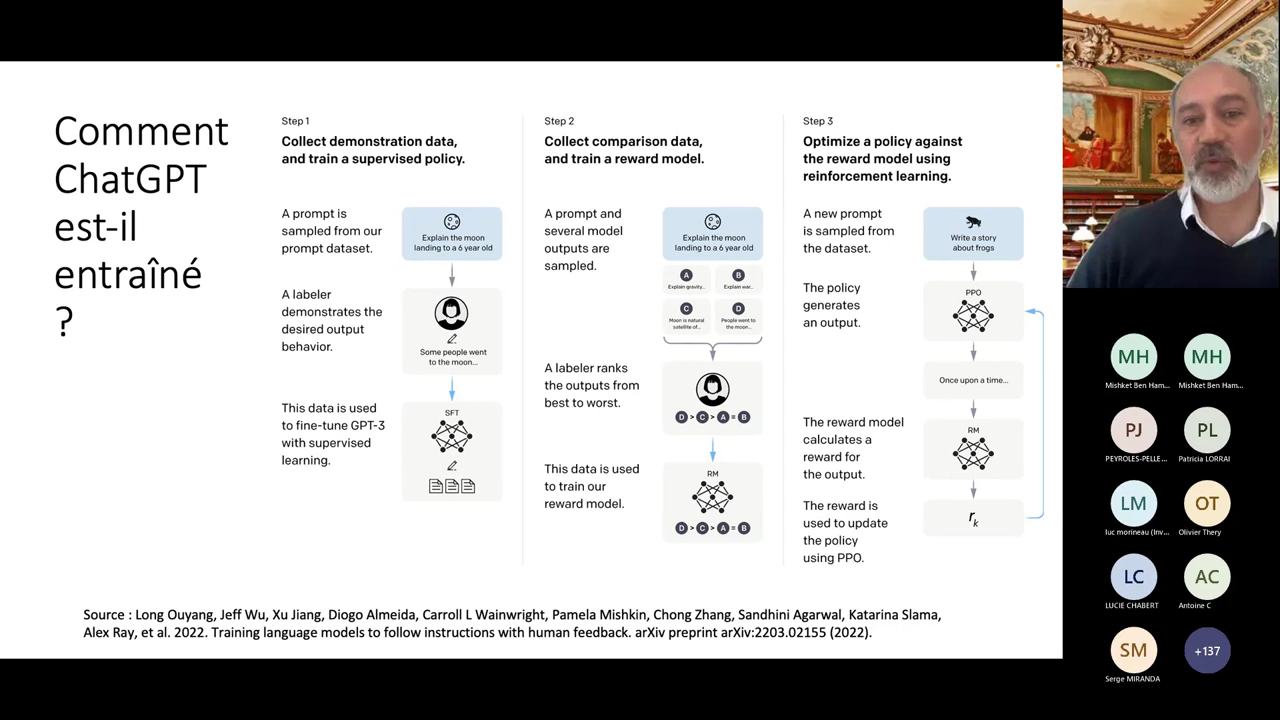 Comment
ChatGPT
est-il
entraîné
?
Step 1
Collect demonstration data,
and train a supervised policy.
A prompt is
sampled from our
prompt dataset.
Explain the moon
landing to a 6 year old
A labeler
demonstrates the
desired output
behavior.
Some people went
to the moon...
This data is used
to fine-tune GPT-3
with supervised
learning.
SFT
Step 2
Collect comparison data,
and train a reward model.
A prompt and
several model
outputs are
sampled.
Explain the moon
landing to a 6 year old
A
Explain gravity...
B
Explain war...
C
Moon is natural
satellite of...
D
People went to
the moon...
A labeler ranks
the outputs from
best to worst.
D > C > A = B
This data is used
to train our
reward model.
RM
D > C > A = B
Step 3
Optimize a policy against
the reward model using
reinforcement learning.
A new prompt
is sampled from
the dataset.
Write a story
about frogs
The policy
generates
an output.
PPO
Once upon a time...
The reward model
calculates a
reward for
the output.
RM
The reward is
used to update
the policy
using PPO.
rk
Source : Long Ouyang, Jeff Wu, Xu Jiang, Diogo Almeida, Carroll L Wainwright, Pamela Mishkin, Chong Zhang, Sandhini Agarwal, Katarina Slama,
Alex Ray, et al. 2022. Training language models to follow instructions with human feedback. arXiv preprint arXiv:2203.02155 (2022).
MH
Mishket Ben Ham...
MH
Mishket Ben Ham...
PJ
PEYROLES-PELLE...
PL
Patricia LORRAI
LM
luc morineau (Inv...
OT
Olivier Thery
LC
LUCIE CHABERT
AC
Antoine C
SM
Serge MIRANDA
+137